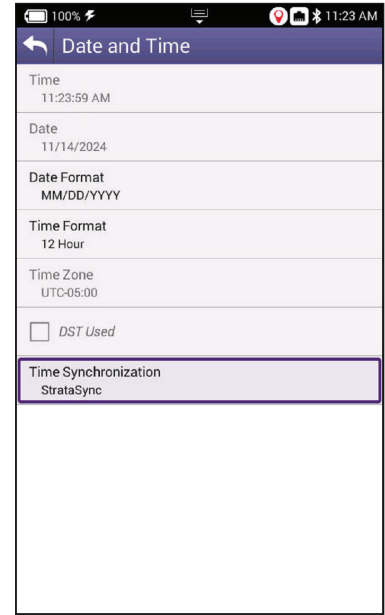 100% 11:23 AM
Date and Time
Time
11:23:59 AM
Date
11/14/2024
Date Format
MM/DD/YYYY
Time Format
12 Hour
Time Zone
UTC-05:00
DST Used
Time Synchronization
StrataSync